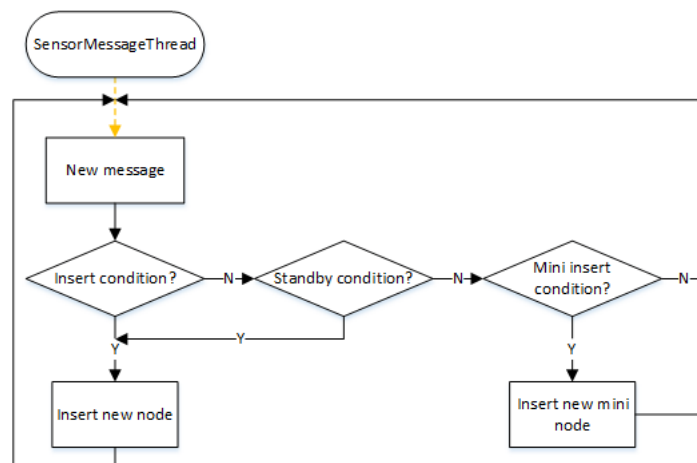 SensorMessageThread
New message
Insert condition?
N
Standby condition?
N
Mini insert
condition?
N
Y
Y
Y
Insert new node
Insert new mini
node